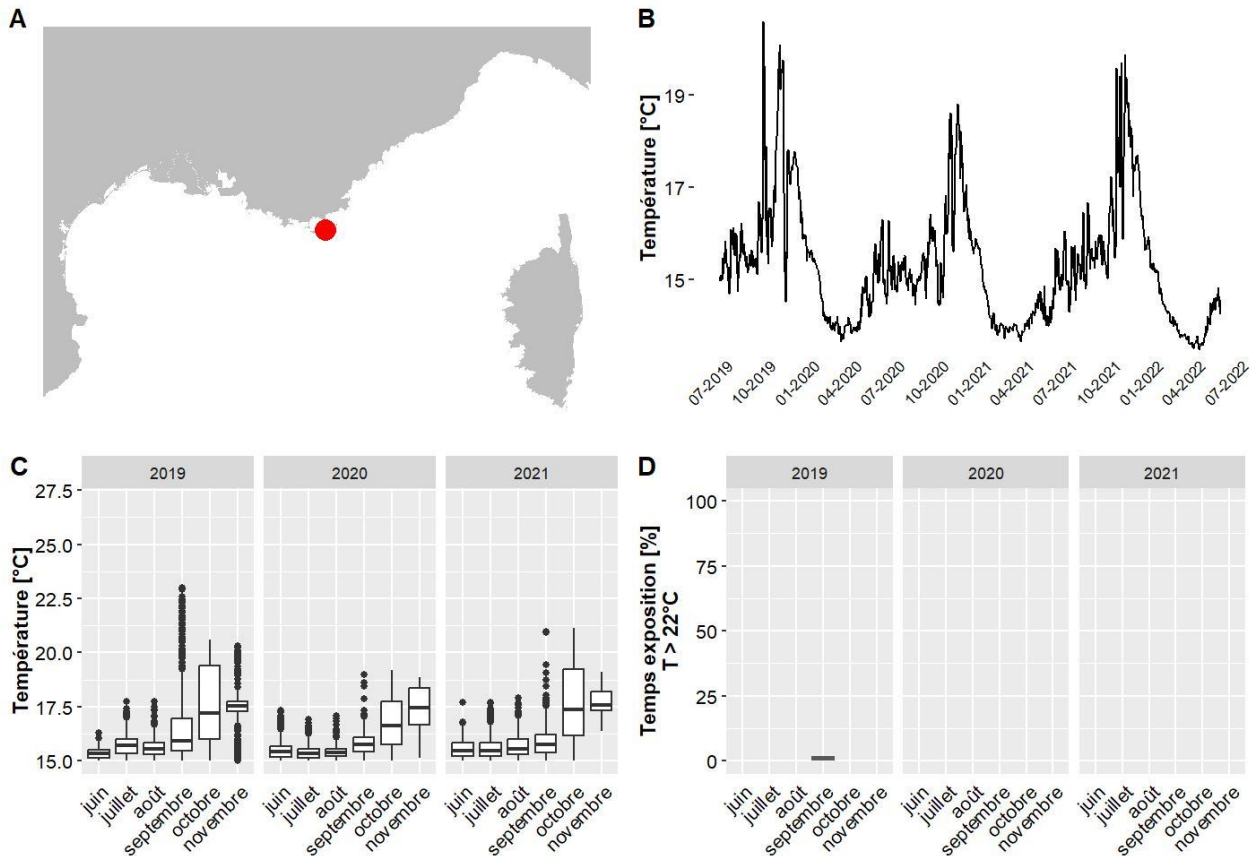 A
B
Température [°C]
19
17
15
07-2019
10-2019
01-2020
04-2020
07-2020
10-2020
01-2021
04-2021
07-2021
10-2021
01-2022
04-2022
07-2022
C
2019
2020
2021
Température [°C]
27.5
25.0
22.5
20.0
17.5
15.0
juin
juillet
août
septembre
octobre
novembre
juin
juillet
août
septembre
octobre
novembre
juin
juillet
août
septembre
octobre
novembre
D
2019
2020
2021
Temps exposition [%]
T > 22°C
100
75
50
25
0
juin
juillet
août
septembre
octobre
novembre
juin
juillet
août
septembre
octobre
novembre
juin
juillet
août
septembre
octobre
novembre